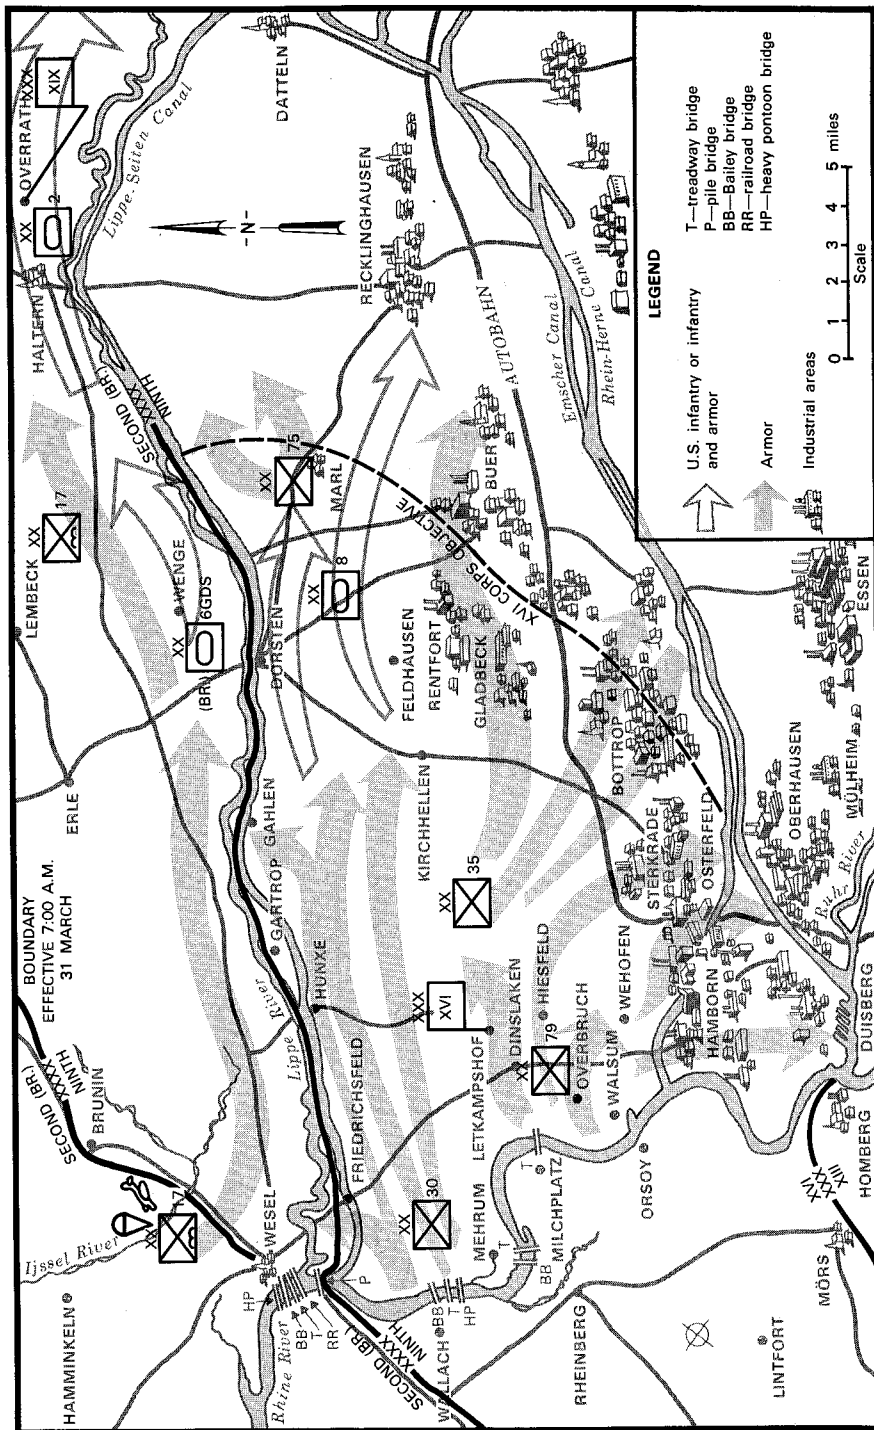 BOUNDARY
EFFECTIVE 7:00 A.M.
31 MARCH
HAMMINKELN
Ijssel River
SECOND (BR.)
XXXX
NINTH
BRUNIN
ERLE
LEMBECK
XX
17
HALTERN
XX
2
OVERRATH
XXX
XIX
Lippe-Seiten Canal
XX
17
WESEL
HP
Rhine River
BB
T
RR
P
Lippe
River
GARTROP
GAHLEN
XX
(BR.)
6GDS
WENGE
DORSTEN
SECOND (BR.)
XXXX
NINTH
-N-
DATTELN
FRIEDRICHSFELD
HÜNXE
XX
8
XX
75
MARL
RECKLINGHAUSEN
SECOND (BR.)
XXXX
NINTH
WALLACH
BB
T
HP
XX
30
XXX
XVI
KIRCHHELLEN
FELDHAUSEN
RENTFORT
GLADBECK
XVI CORPS OBJECTIVE
BUER
AUTOBAHN
MEHRUM
T
LETKAMPSHOF
XX
35
BB
MILCHPLATZ
T
DINSLAKEN
HIESFELD
XX
79
OVERBRUCH
WALSUM
WEHOFEN
STERKRADE
BOTTROP
Emscher Canal
Rhein-Herne Canal
RHEINBERG
ORSOY
HAMBORN
OSTERFELD
OBERHAUSEN
MÜLHEIM
ESSEN
Ruhr River
LINTFORT
MÖRS
XVI
XXX
XIII
HOMBERG
DUISBERG
LEGEND
U.S. infantry or infantry
and armor
Armor
Industrial areas
T—treadway bridge
P—pile bridge
BB—Bailey bridge
RR—railroad bridge
HP—heavy pontoon bridge
0 1 2 3 4 5 miles
Scale